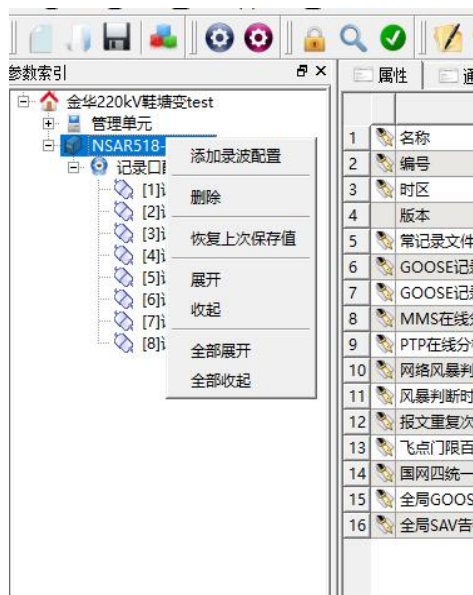 参数索引
金华220kV鞋塘变test
管理单元
NSAR518-
记录口
[1]
[2]
[3]
[4]
[5]
[6]
[7]
[8]
添加录波配置
删除
恢复上次保存值
展开
收起
全部展开
全部收起
属性
1 名称
2 编号
3 时区
4 版本
5 常记录文件
6 GOOSE记
7 GOOSE记
8 MMS在线
9 PTP在线分
10 网络风暴判
11 风暴判断时
12 报文重复次
13 飞点门限百
14 国网四统一
15 全局GOOS
16 全局SAV告